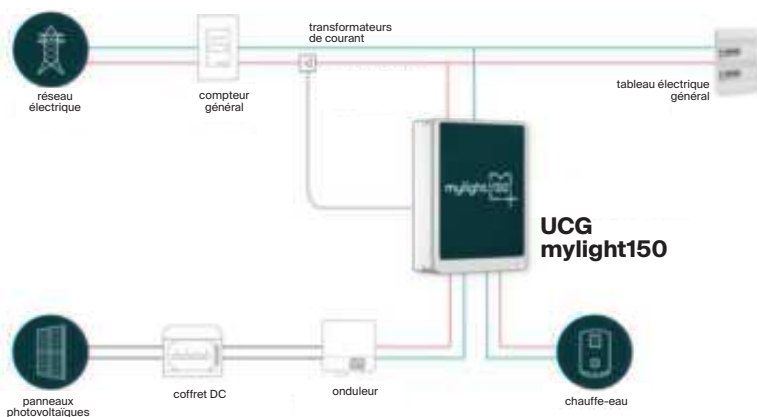 transformateurs
de courant
réseau
électrique
compteur
général
tableau électrique
général
mylight150
UCG
mylight150
panneaux
photovoltaïques
coffret DC
onduleur
chauffe-eau